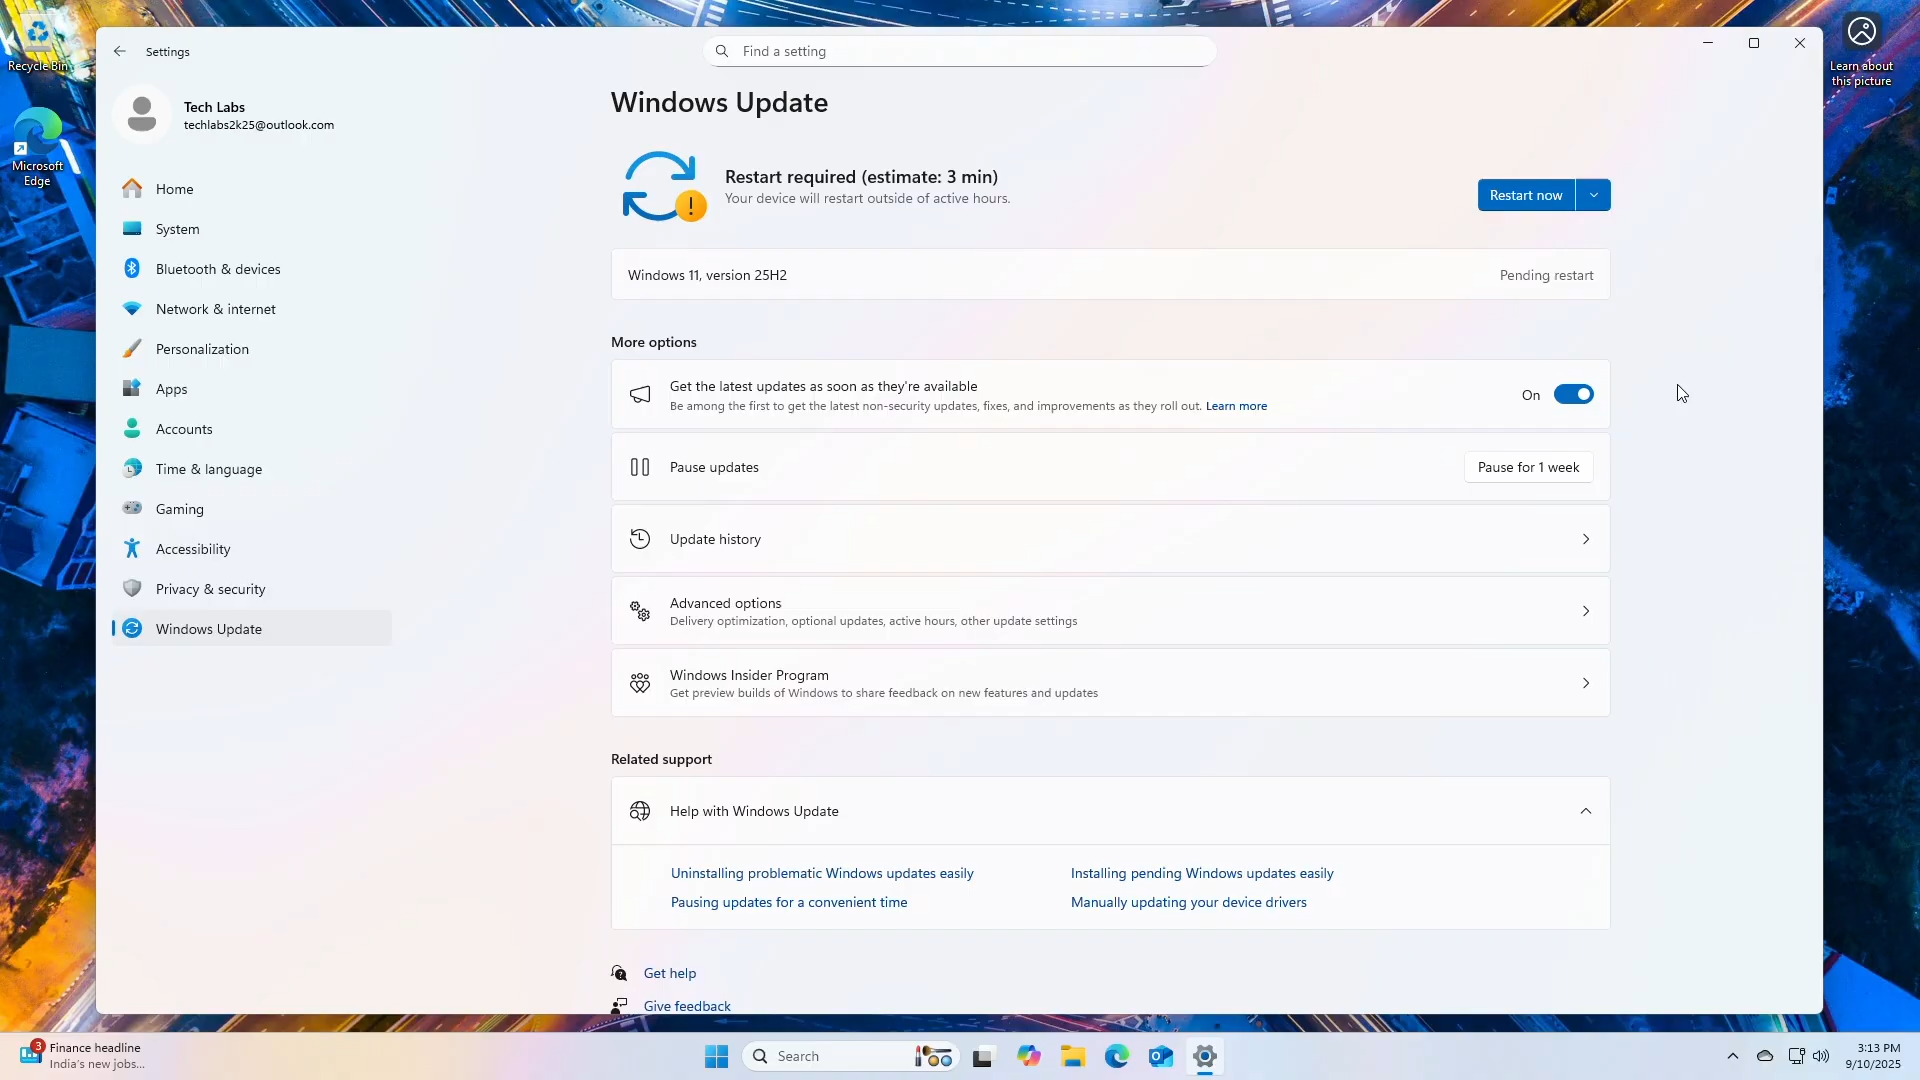 Recycle Bin
Microsoft
Edge
Learn about
this picture
Settings
Find a setting
Tech Labs
techlabs2k25@outlook.com
Home
System
Bluetooth & devices
Network & internet
Personalization
Apps
Accounts
Time & language
Gaming
Accessibility
Privacy & security
Windows Update
Windows Update
Restart required (estimate: 3 min)
Your device will restart outside of active hours.
Restart now
Windows 11, version 25H2
Pending restart
More options
Get the latest updates as soon as they're available
Be among the first to get the latest non-security updates, fixes, and improvements as they roll out. Learn more
On
Pause updates
Pause for 1 week
Update history
Advanced options
Delivery optimization, optional updates, active hours, other update settings
Windows Insider Program
Get preview builds of Windows to share feedback on new features and updates
Related support
Help with Windows Update
Uninstalling problematic Windows updates easily
Installing pending Windows updates easily
Pausing updates for a convenient time
Manually updating your device drivers
Get help
Give feedback
3
Finance headline
India's new jobs...
Search
3:13 PM
9/10/2025